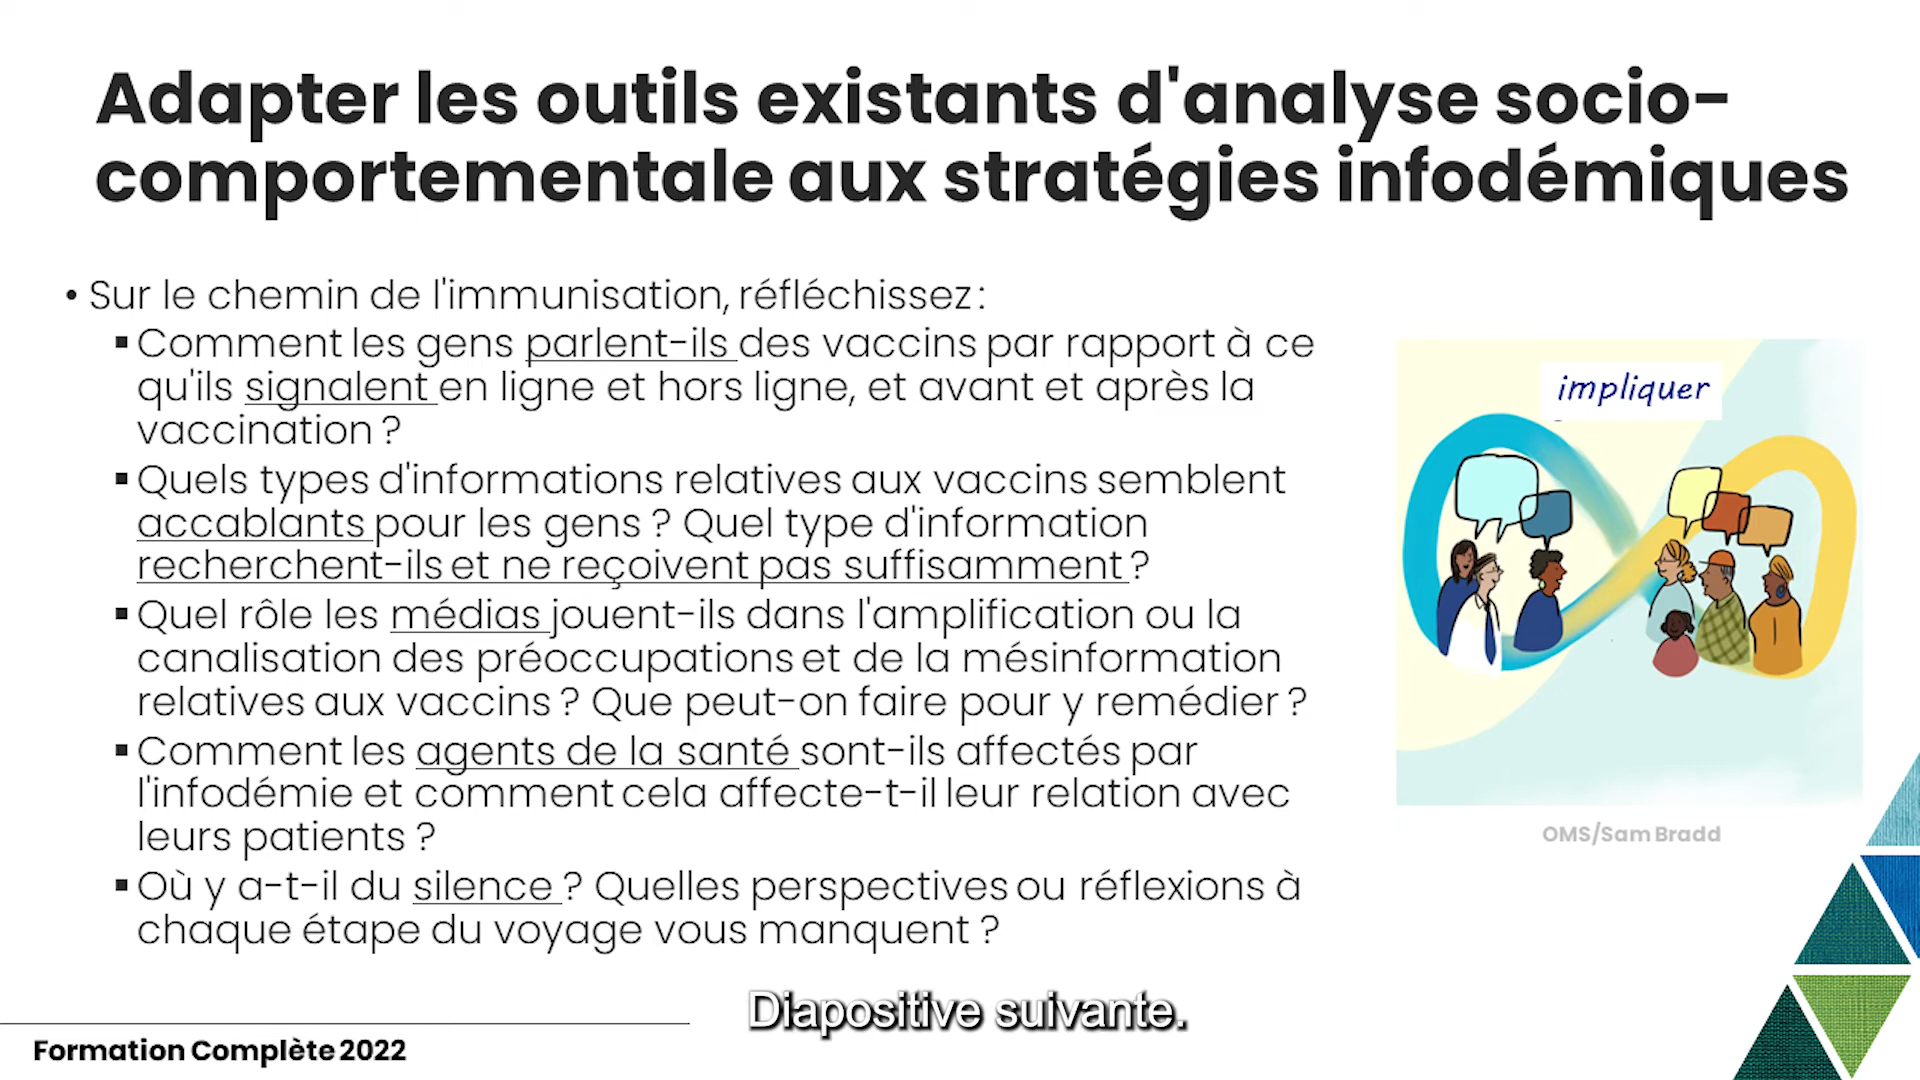 Adapter les outils existants d'analyse socio-
comportementale aux stratégies infodémiques
• Sur le chemin de l'immunisation, réfléchissez :
▪ Comment les gens parlent-ils des vaccins par rapport à ce
qu'ils signalent en ligne et hors ligne, et avant et après la
vaccination ?
▪ Quels types d'informations relatives aux vaccins semblent
accablants pour les gens ? Quel type d'information
recherchent-ils et ne reçoivent pas suffisamment ?
▪ Quel rôle les médias jouent-ils dans l'amplification ou la
canalisation des préoccupations et de la mésinformation
relatives aux vaccins ? Que peut-on faire pour y remédier ?
▪ Comment les agents de la santé sont-ils affectés par
l'infodémie et comment cela affecte-t-il leur relation avec
leurs patients ?
▪ Où y a-t-il du silence ? Quelles perspectives ou réflexions à
chaque étape du voyage vous manquent ?
impliquer
OMS/Sam Bradd
Diapositive suivante.
Formation Complète 2022